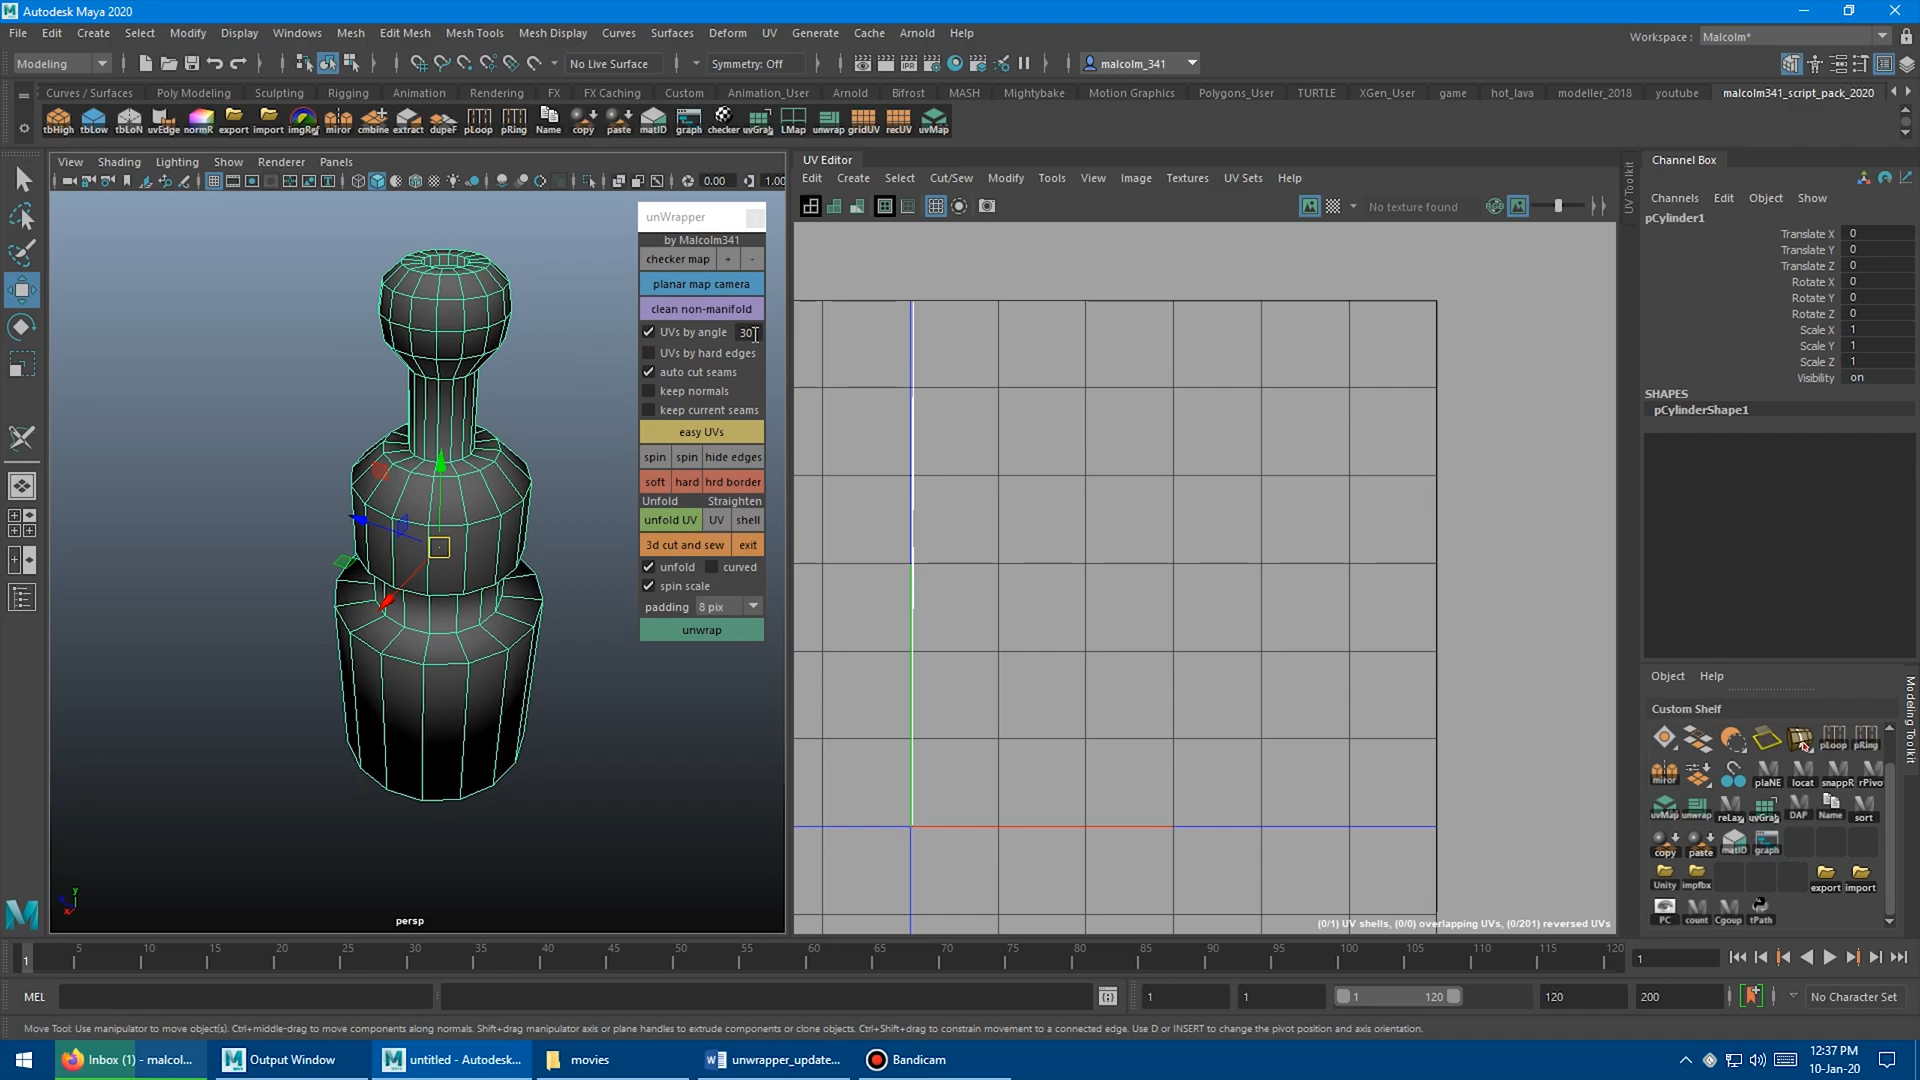 Autodesk Maya 2020
File Edit Create Select Modify Display Windows Mesh Edit Mesh Mesh Tools Mesh Display Curves Surfaces Deform UV Generate Cache Arnold Help
Workspace : Malcolm*
Modeling No Live Surface Symmetry: Off malcolm_341
Curves / Surfaces Poly Modeling Sculpting Rigging Animation Rendering FX FX Caching Custom Animation_User Arnold Bifrost MASH Mightybake Motion Graphics Polygons_User TURTLE XGen_User game hot_lava modeller_2018 youtube malcolm341_script_pack_2020
tbHigh tbLow tbLoN uvEdge normR export import imgRef mirror cmbine extract dupeF pLoop pRing Name copy paste matID graph checker uvGrab LMap unwrap gridUV recUV uvMap
View Shading Lighting Show Renderer Panels
0.00 1.00
unWrapper
by Malcolm341
checker map + -
planar map camera
clean non-manifold
UVs by angle 30
UVs by hard edges
auto cut seams
keep normals
keep current seams
easy UVs
spin spin hide edges
soft hard hrd border
Unfold Straighten
unfold UV UV shell
3d cut and sew exit
unfold curved
spin scale
padding 8 pix
unwrap
y
x
persp
UV Editor
Edit Create Select Cut/Sew Modify Tools View Image Textures UV Sets Help
No texture found
(0/1) UV shells, (0/0) overlapping UVs, (0/201) reversed UVs
UV Toolkit
Channel Box
Channels Edit Object Show
pCylinder1
Translate X 0
Translate Y 0
Translate Z 0
Rotate X 0
Rotate Y 0
Rotate Z 0
Scale X 1
Scale Y 1
Scale Z 1
Visibility on
SHAPES
pCylinderShape1
Object Help
Custom Shelf
pLoop pRing
miror plaNE locat snappR rPivo
uvMap unwrap reLax uvGrab DAP Name sort
copy paste matID graph
Unity impfbx export import
PC count Cgoup tPath
Modeling Toolkit
1 5 10 15 20 25 30 35 40 45 50 55 60 65 70 75 80 85 90 95 100 105 110 115 120
1
MEL
1 1 1 120 120 200 No Character Set
Move Tool: Use manipulator to move object(s). Ctrl+middle-drag to move components along normals. Shift+drag manipulator axis or plane handles to extrude components or clone objects. Ctrl+Shift+drag to constrain movement to a connected edge. Use D or INSERT to change the pivot position and axis orientation.
Inbox (1) - malcol... Output Window untitled - Autodesk... movies unwrapper_update... Bandicam
12:37 PM
10-Jan-20